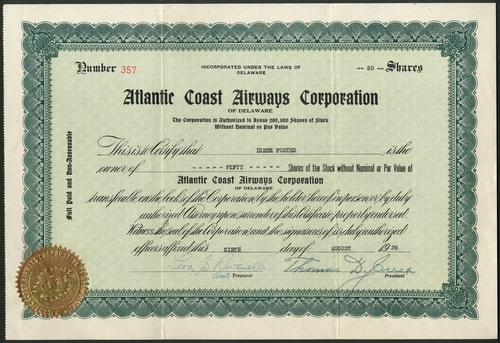 Number 357
INCORPORATED UNDER THE LAWS OF
DELAWARE
-- 50 -- Shares
Atlantic Coast Airways Corporation
OF DELAWARE
The Corporation is Authorized to Issue 200,000 Shares of Stock
Without Nominal or Par Value
This is to Certify that IRENE FOSTER is the
owner of ----- FIFTY ----- Shares of the Stock without Nominal or Par Value of
Atlantic Coast Airways Corporation
OF DELAWARE
transferable on the books of the Corporation by the holder hereof in person or by duly
authorized Attorney upon surrender of this Certificate properly endorsed.
Witness, the seal of the Corporation and the signatures of its duly authorized
officers affixed this NINTH day of AUGUST 19
Thomas D.
Asst. Treasurer
President
Full Paid and Non-Assessable